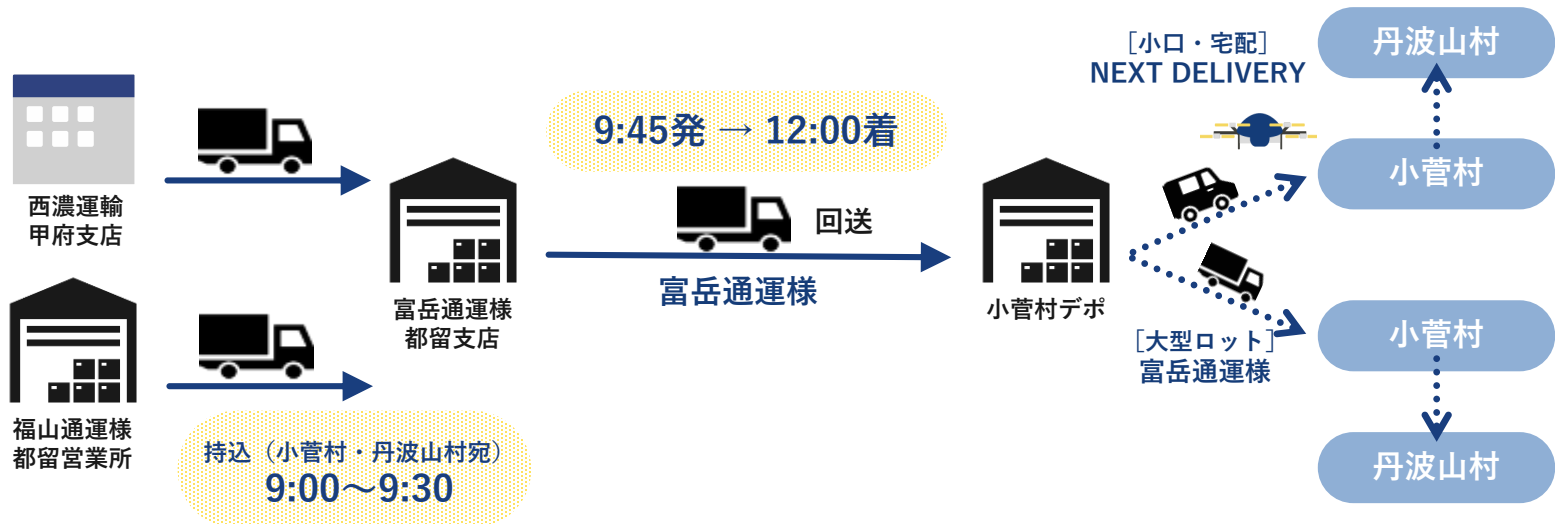 西濃運輸
甲府支店
福山通運様
都留営業所
持込（小菅村・丹波山村宛）
9:00～9:30
富岳通運様
都留支店
9:45発 → 12:00着
回送
富岳通運様
小菅村デポ
［小口・宅配］
NEXT DELIVERY
丹波山村
小菅村
［大型ロット］
富岳通運様
小菅村
丹波山村